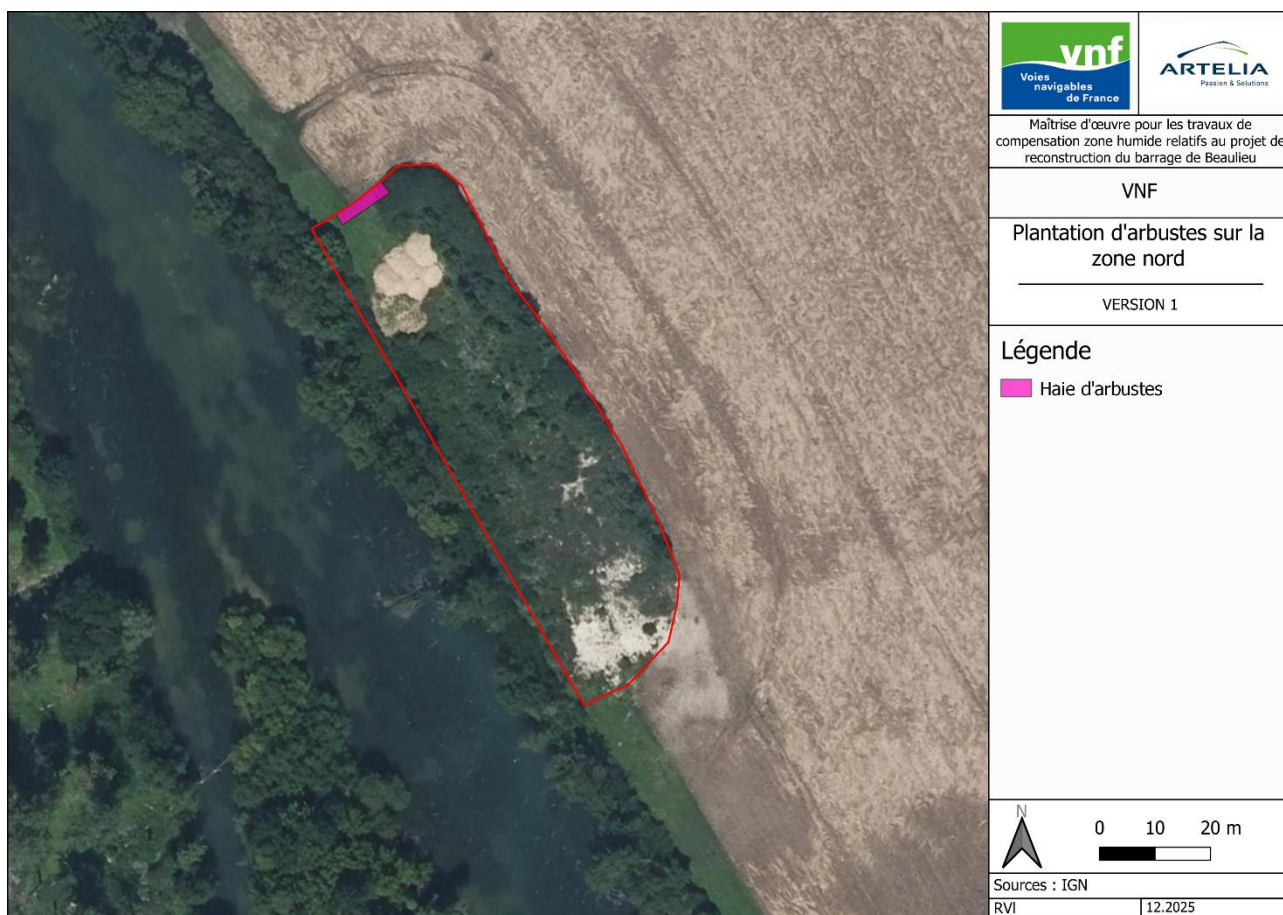 vnf
Voies
navigables
de France
ARTELIA
Passion & Solutions
Maîtrise d'œuvre pour les travaux de
compensation zone humide relatifs au projet de
reconstruction du barrage de Beaulieu
VNF
Plantation d'arbustes sur la
zone nord
VERSION 1
Légende
Haie d'arbustes
N
0 10 20 m
Sources : IGN
RVI 12.2025